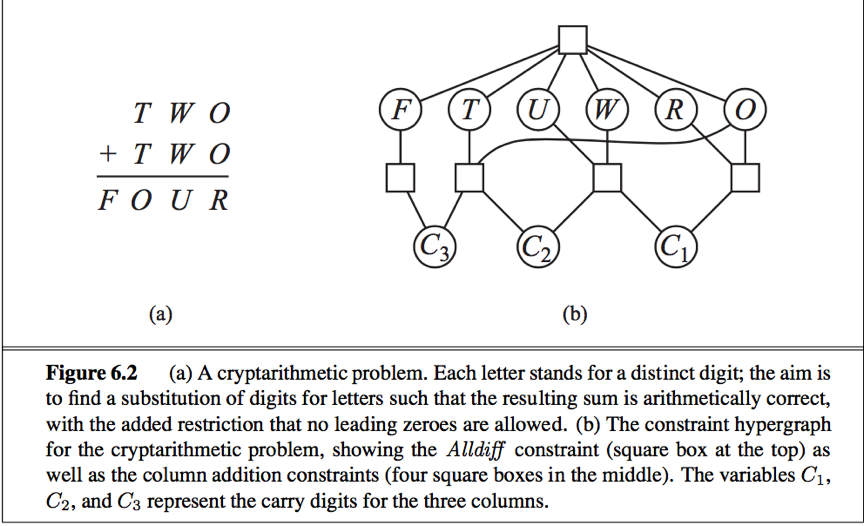 T W O
+ T W O
F O U R
(a)
F T U W R O
C3 C2 C1
(b)
Figure 6.2 (a) A cryptarithmetic problem. Each letter stands for a distinct digit; the aim is
to find a substitution of digits for letters such that the resulting sum is arithmetically correct,
with the added restriction that no leading zeroes are allowed. (b) The constraint hypergraph
for the cryptarithmetic problem, showing the Alldiff constraint (square box at the top) as
well as the column addition constraints (four square boxes in the middle). The variables C1,
C2, and C3 represent the carry digits for the three columns.